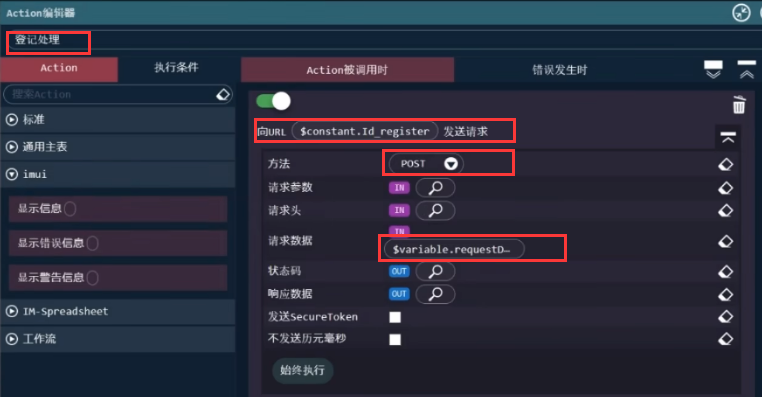 Action编辑器
登记处理
Action
执行条件
Action被调用时
错误发生时
搜索Action
标准
通用主表
imui
显示信息
显示错误信息
显示警告信息
IM-Spreadsheet
工作流
向URL $constant.Id_register 发送请求
方法 POST
请求参数 IN
请求头 IN
请求数据 IN
$variable.requestD…
状态码 OUT
响应数据 OUT
发送SecureToken
不发送历元毫秒
始终执行